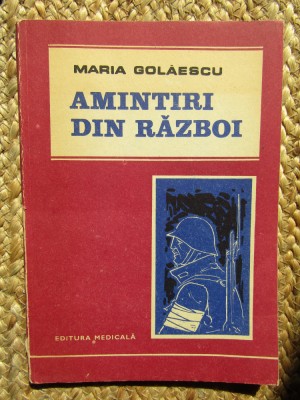 MARIA GOLĂESCU
AMINTIRI
DIN RĂZBOI
EDITURA MEDICALĂ